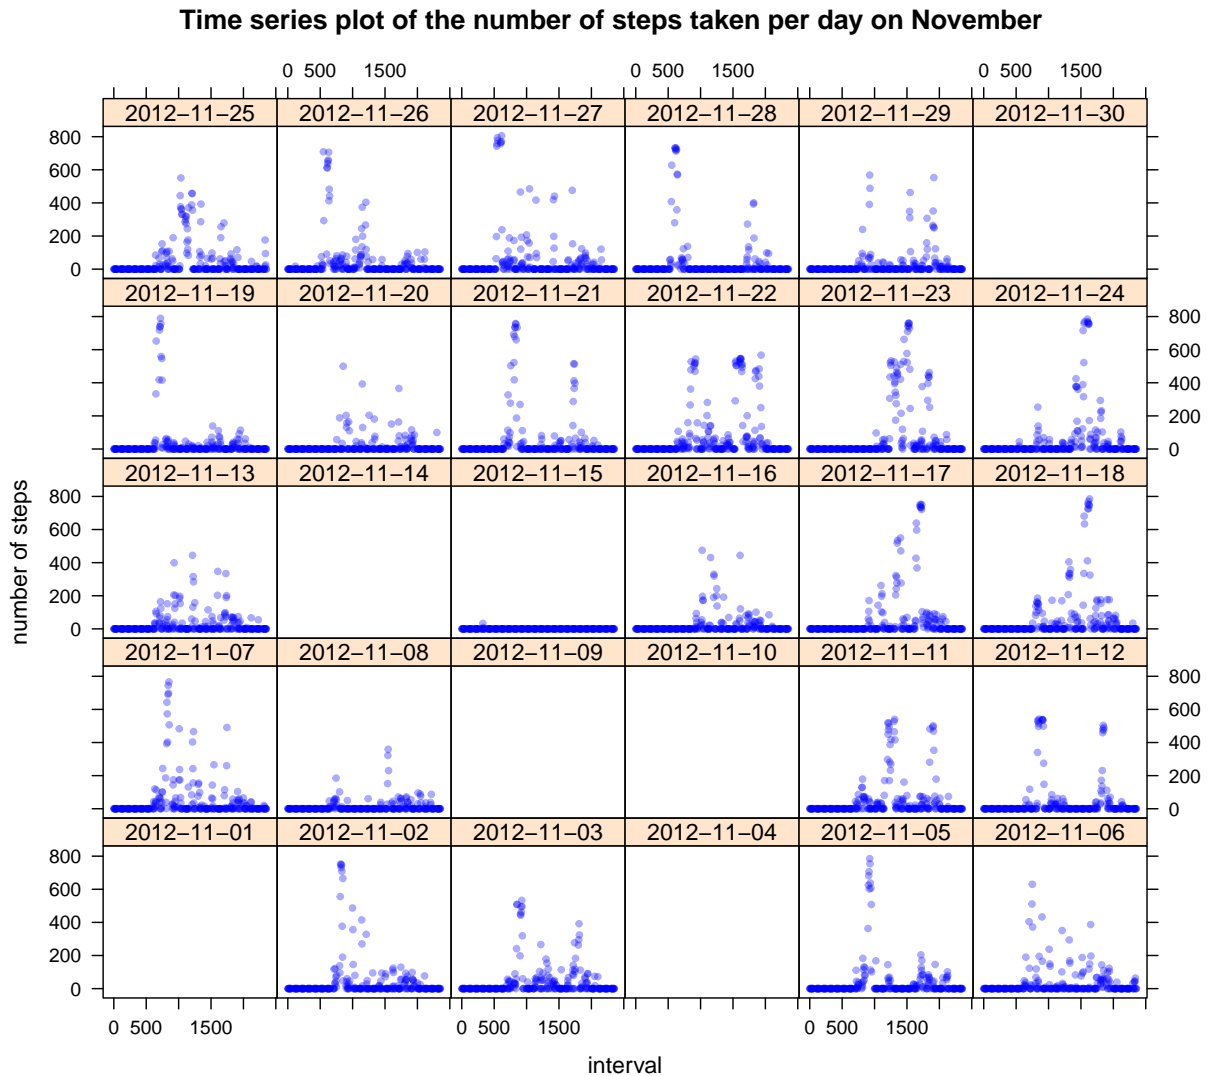 Time series plot of the number of steps taken per day on November
0 500 1500 0 500 1500 0 500 1500
2012−11−25 2012−11−26 2012−11−27 2012−11−28 2012−11−29 2012−11−30
800
600
400
200
0
2012−11−19 2012−11−20 2012−11−21 2012−11−22 2012−11−23 2012−11−24
800
600
400
200
0
2012−11−13 2012−11−14 2012−11−15 2012−11−16 2012−11−17 2012−11−18
800
600
400
200
0
number of steps
2012−11−07 2012−11−08 2012−11−09 2012−11−10 2012−11−11 2012−11−12
800
600
400
200
0
2012−11−01 2012−11−02 2012−11−03 2012−11−04 2012−11−05 2012−11−06
800
600
400
200
0
0 500 1500 0 500 1500 0 500 1500
interval